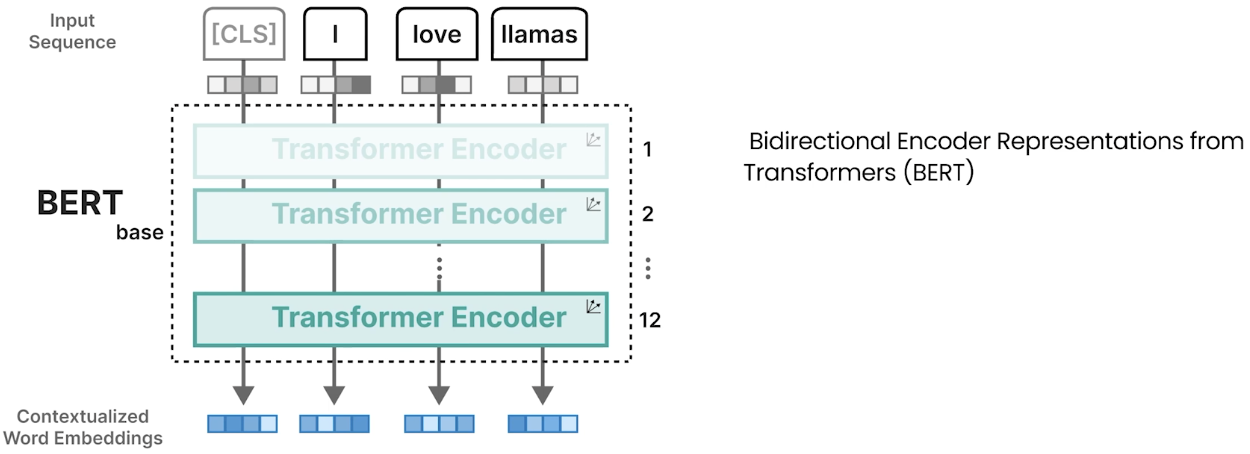 Input
Sequence
[CLS] I love llamas
Transformer Encoder 1
BERT base
Transformer Encoder 2
Transformer Encoder 12
Contextualized
Word Embeddings
Bidirectional Encoder Representations from
Transformers (BERT)